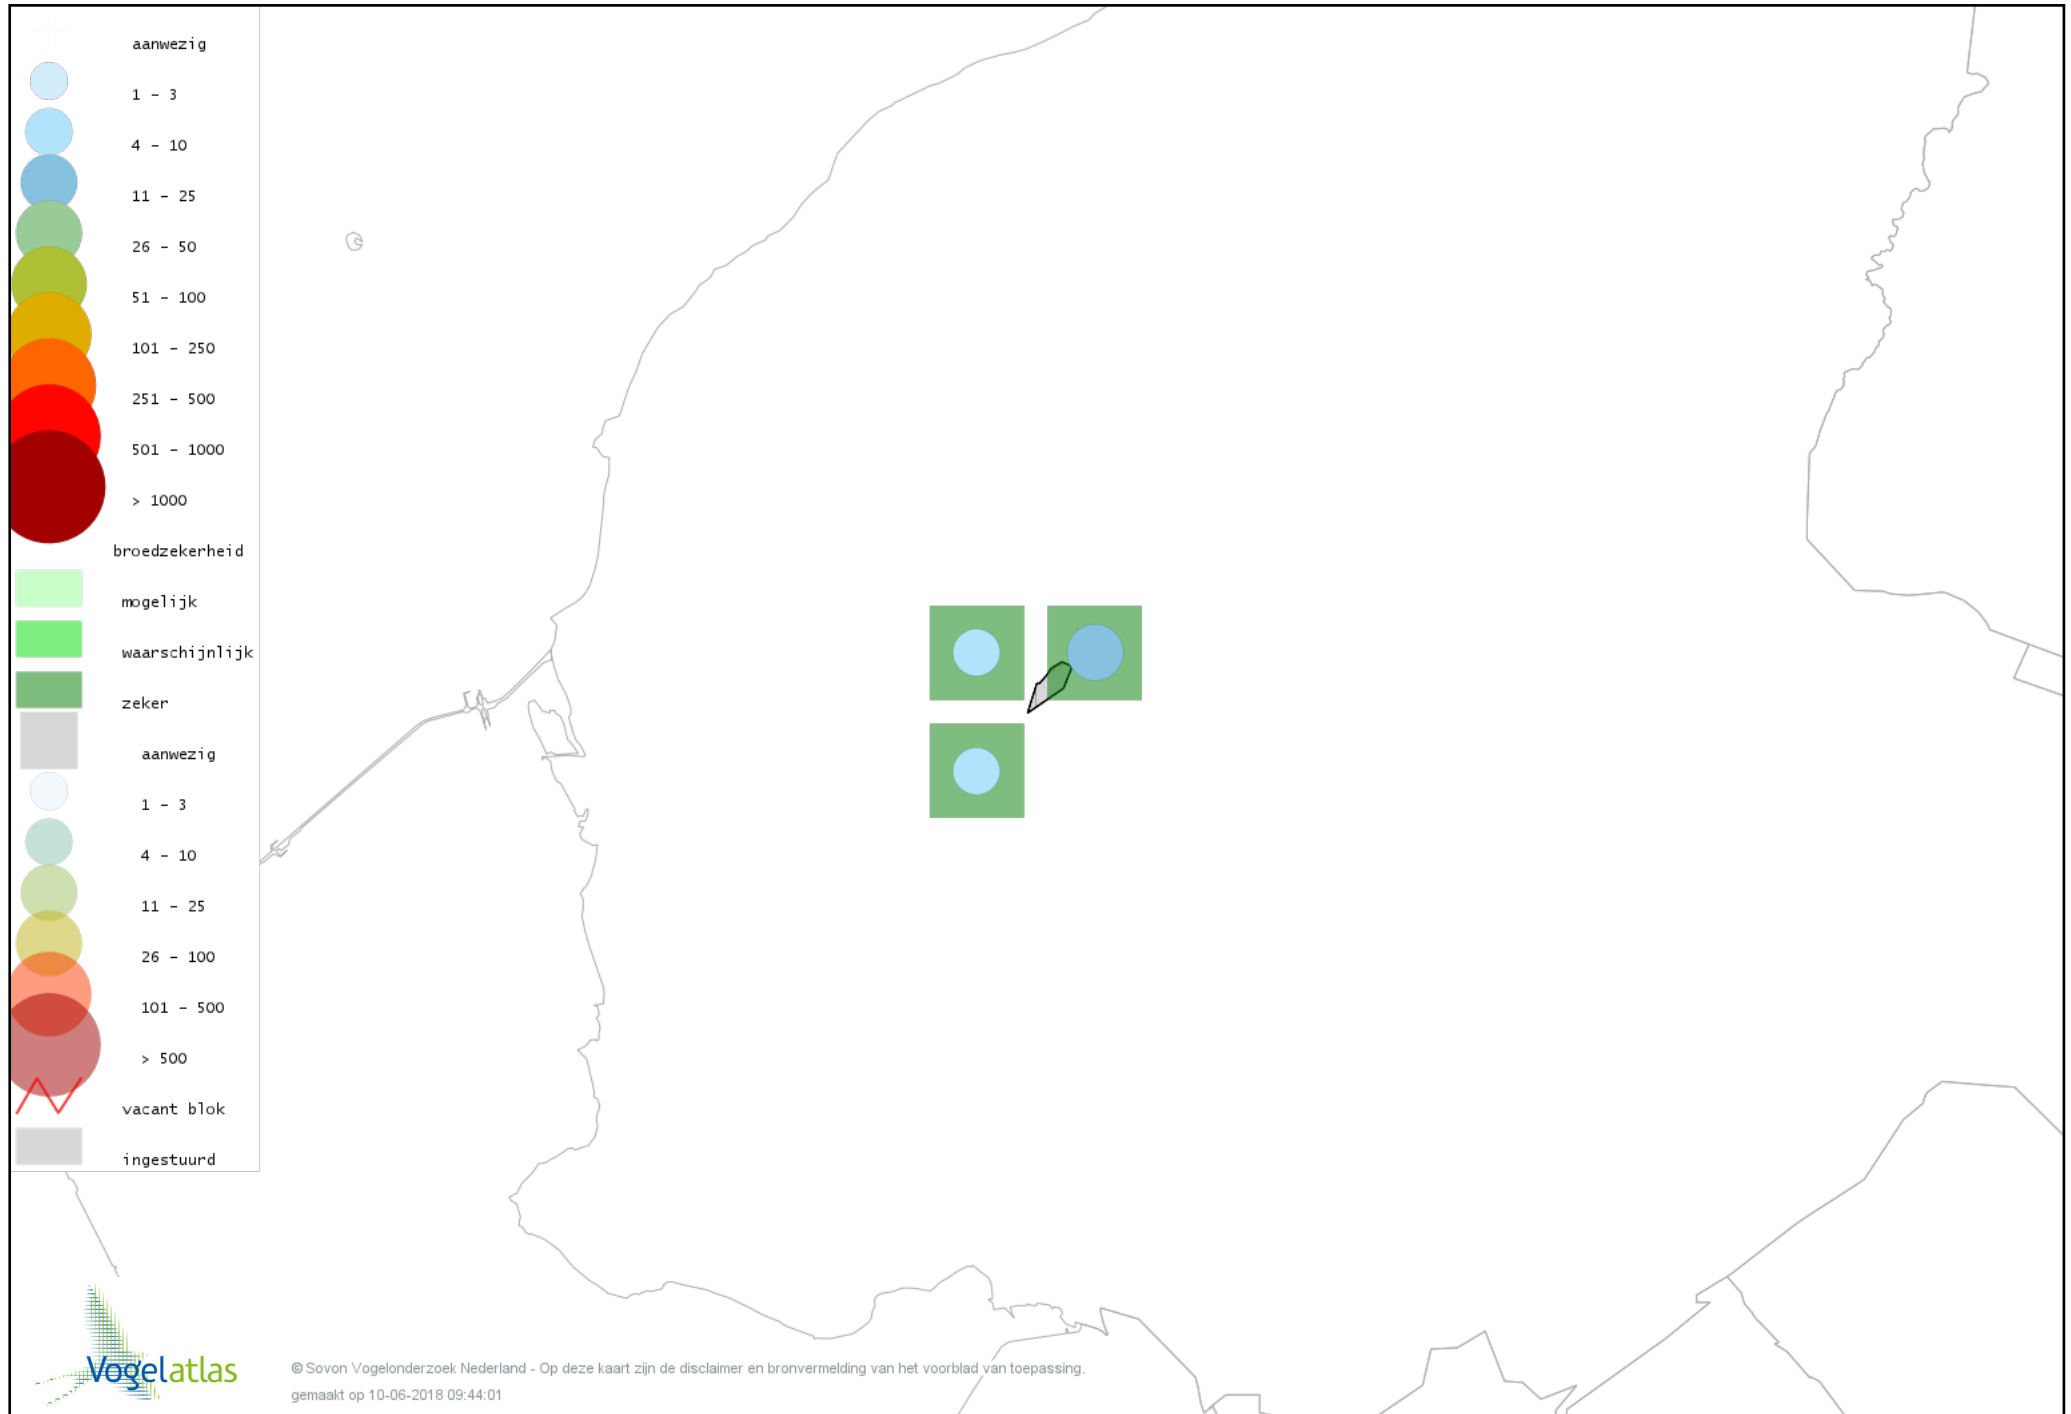 aanwezig
1 - 3
4 - 10
11 - 25
26 - 50
51 - 100
101 - 250
251 - 500
501 - 1000
> 1000
broedzekerheid
mogelijk
waarschijnlijk
zeker
aanwezig
1 - 3
4 - 10
11 - 25
26 - 100
101 - 500
> 500
vacant blok
ingestuurd
Vogelatlas
© Sovon Vogelonderzoek Nederland - Op deze kaart zijn de disclaimer en bronvermelding van het voorblad van toepassing.
gemaakt op 10-06-2018 09:44:01